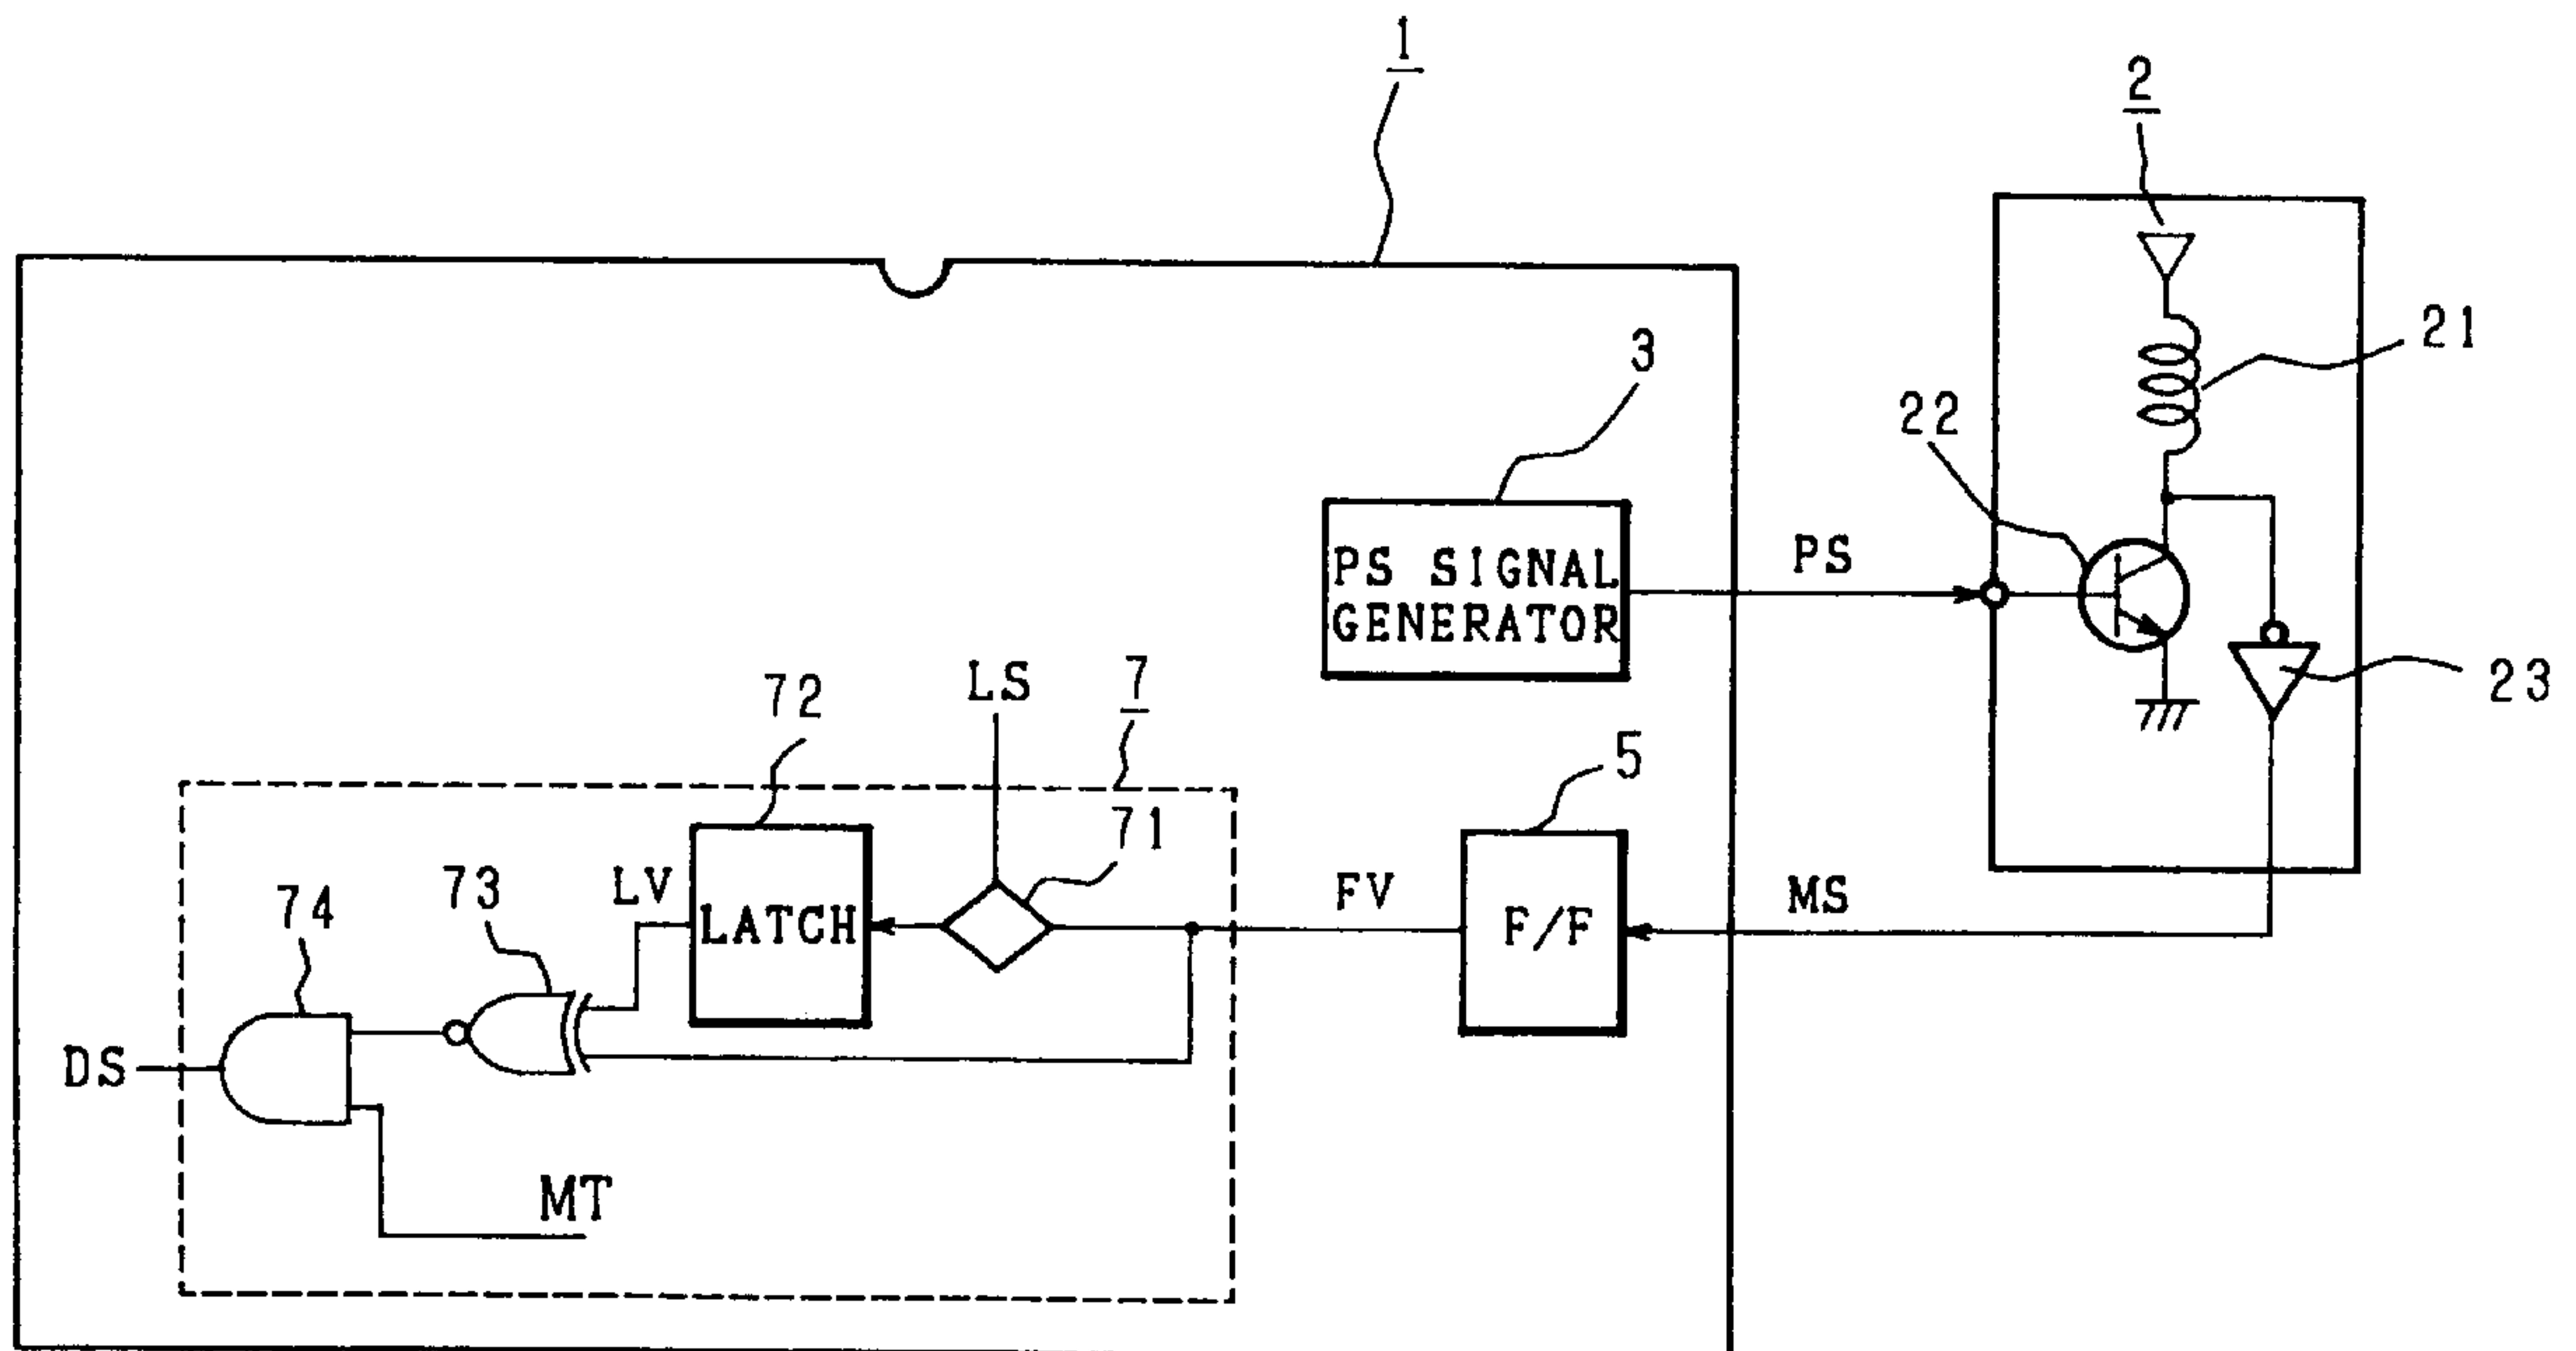 1
2
3
21
22
PS SIGNAL
GENERATOR
PS
23
7
LS
72
5
71
73
LV
LATCH
FV
F/F
MS
74
DS
MT